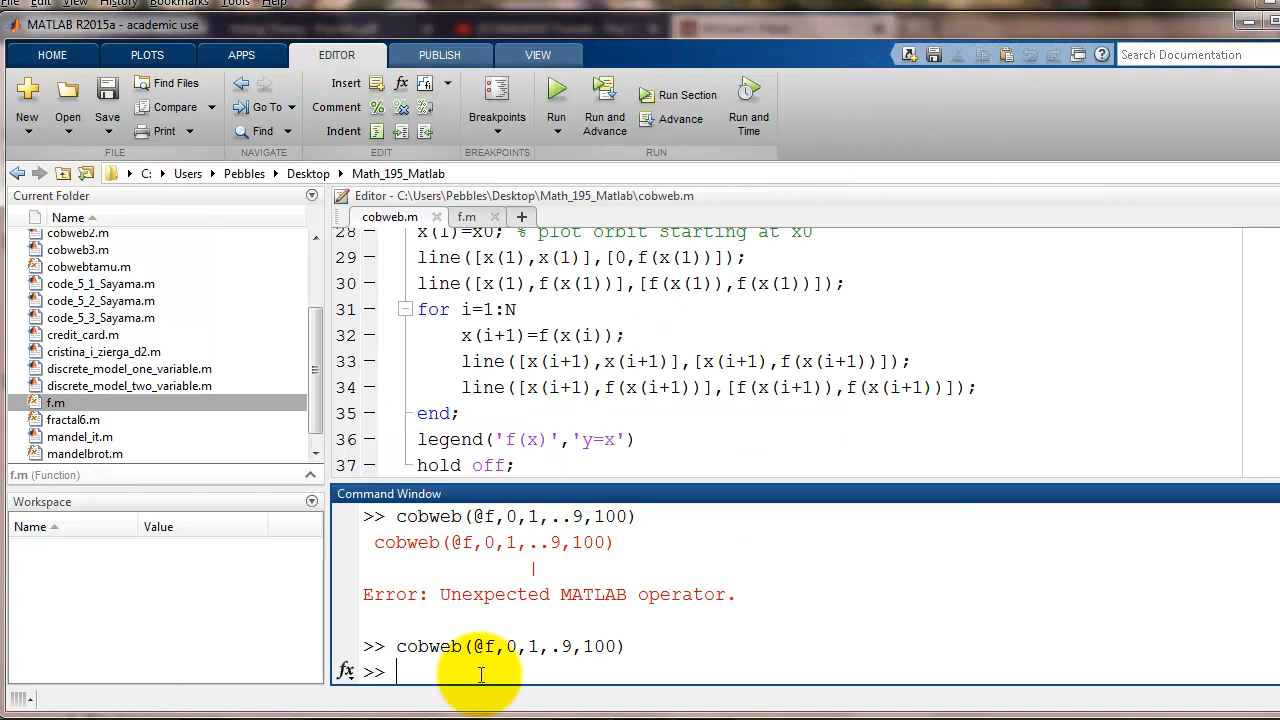 File Edit View History Bookmarks Tools Help
MATLAB R2015a - academic use
HOME PLOTS APPS EDITOR PUBLISH VIEW
Search Documentation
New Open Save Find Files Compare Print
Go To Find
Insert Comment Indent
Breakpoints
Run Run and Advance Run Section Advance Run and Time
FILE NAVIGATE EDIT BREAKPOINTS RUN
C: Users Pebbles Desktop Math_195_Matlab
Current Folder
Name
cobweb2.m
cobweb3.m
cobwebtamu.m
code_5_1_Sayama.m
code_5_2_Sayama.m
code_5_3_Sayama.m
credit_card.m
cristina_i_zierga_d2.m
discrete_model_one_variable.m
discrete_model_two_variable.m
f.m
fractal6.m
mandel_it.m
mandelbrot.m
f.m (Function)
Workspace
Name Value
Editor - C:\Users\Pebbles\Desktop\Math_195_Matlab\cobweb.m
cobweb.m f.m
28 x(1)=x0; % plot orbit starting at x0
29 line([x(1),x(1)],[0,f(x(1))]);
30 line([x(1),f(x(1))],[f(x(1)),f(x(1))]);
31 for i=1:N
32 x(i+1)=f(x(i));
33 line([x(i+1),x(i+1)],[x(i+1),f(x(i+1))]);
34 line([x(i+1),f(x(i+1))],[f(x(i+1)),f(x(i+1))]);
35 end;
36 legend('f(x)','y=x')
37 hold off;
Command Window
>> cobweb(@f,0,1,..9,100)
cobweb(@f,0,1,..9,100)
|
Error: Unexpected MATLAB operator.
>> cobweb(@f,0,1,.9,100)
fx >>